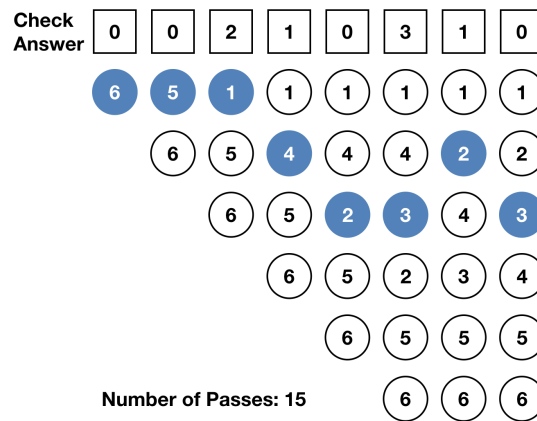 Check Answer 0 0 2 1 0 3 1 0
6 5 1 1 1 1 1 1
6 5 4 4 4 2 2
6 5 2 3 4 3
6 5 2 3 4
6 5 5 5
Number of Passes: 15 6 6 6